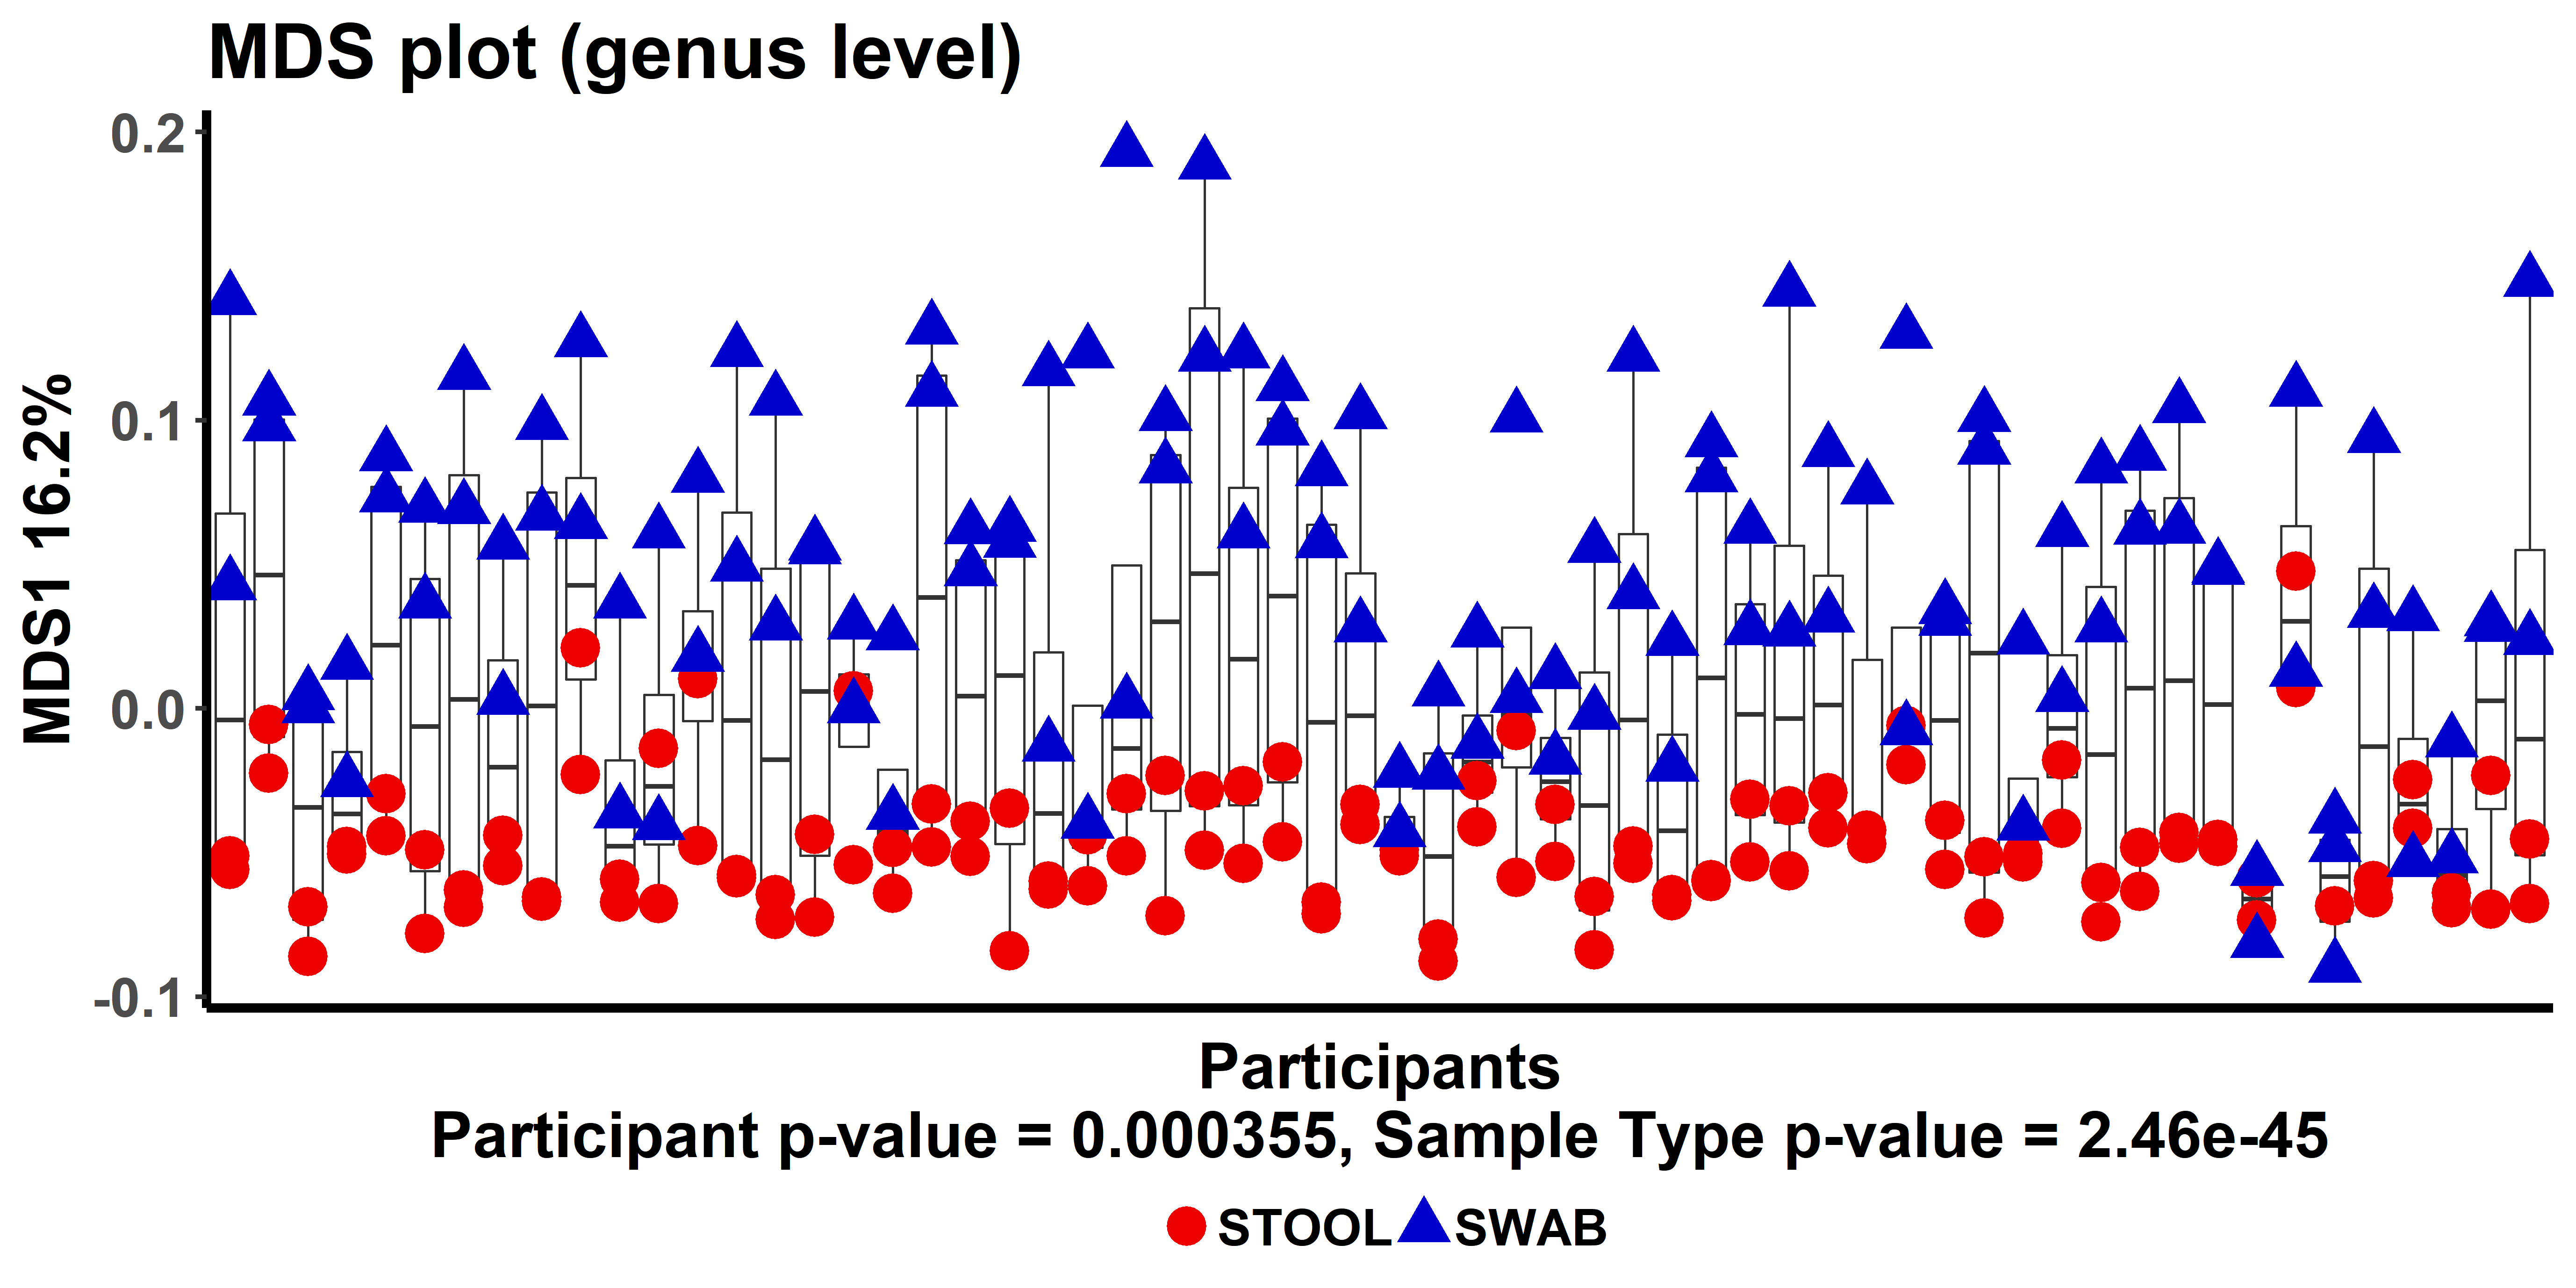 MDS plot (genus level)
0.2
0.1
0.0
-0.1
MDS1 16.2%
Participants
Participant p-value = 0.000355, Sample Type p-value = 2.46e-45
STOOL SWAB